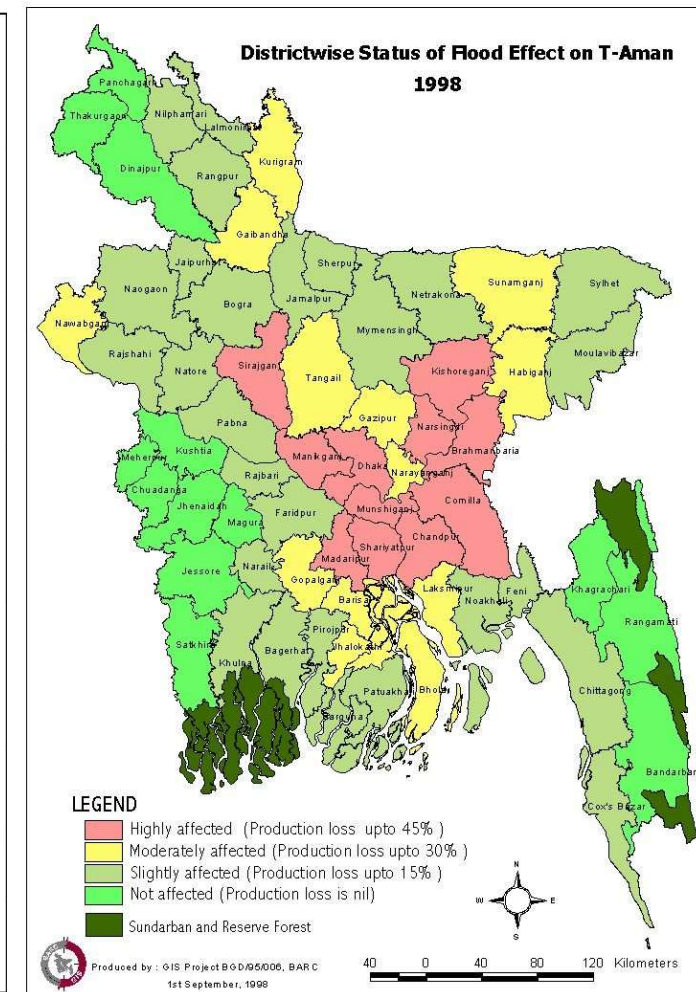 Districtwise Status of Flood Effect on T-Aman
1998
Panchagarh
Thakurgaon
Nilphamari
Lalmonirhat
Dinajpur
Rangpur
Kurigram
Gaibandha
Jaipurhat
Sherpur
Sunamganj
Sylhet
Naogaon
Bogra
Jamalpur
Netrakona
Mymensingh
Nawabganj
Moulavibazar
Rajshahi
Natore
Sirajganj
Kishoreganj
Habiganj
Tangail
Gazipur
Pabna
Narsingdi
Kushtia
Brahmanbaria
Meherpur
Manikganj
Dhaka
Narayanganj
Rajbari
Chuadanga
Jhenaidah
Munshiganj
Comilla
Magura
Faridpur
Shariyatpur
Chandpur
Madaripur
Jessore
Narail
Gopalganj
Laksmipur
Feni
Khagrachari
Barisal
Noakhali
Rangamati
Pirojpur
Satkhira
Jhalokathi
Khulna
Bagerhat
Patuakhali
Bhola
Chittagong
Barguna
Bandarban
Cox's Bazar
LEGEND
Highly affected (Production loss upto 45% )
Moderately affected (Production loss upto 30% )
Slightly affected (Production loss upto 15% )
Not affected (Production loss is nil)
Sundarban and Reserve Forest
N
W E
S
Produced by : GIS Project BGD/95/006, BARC
1st September, 1998
40 0 40 80 120 Kilometers
BARC
GIS